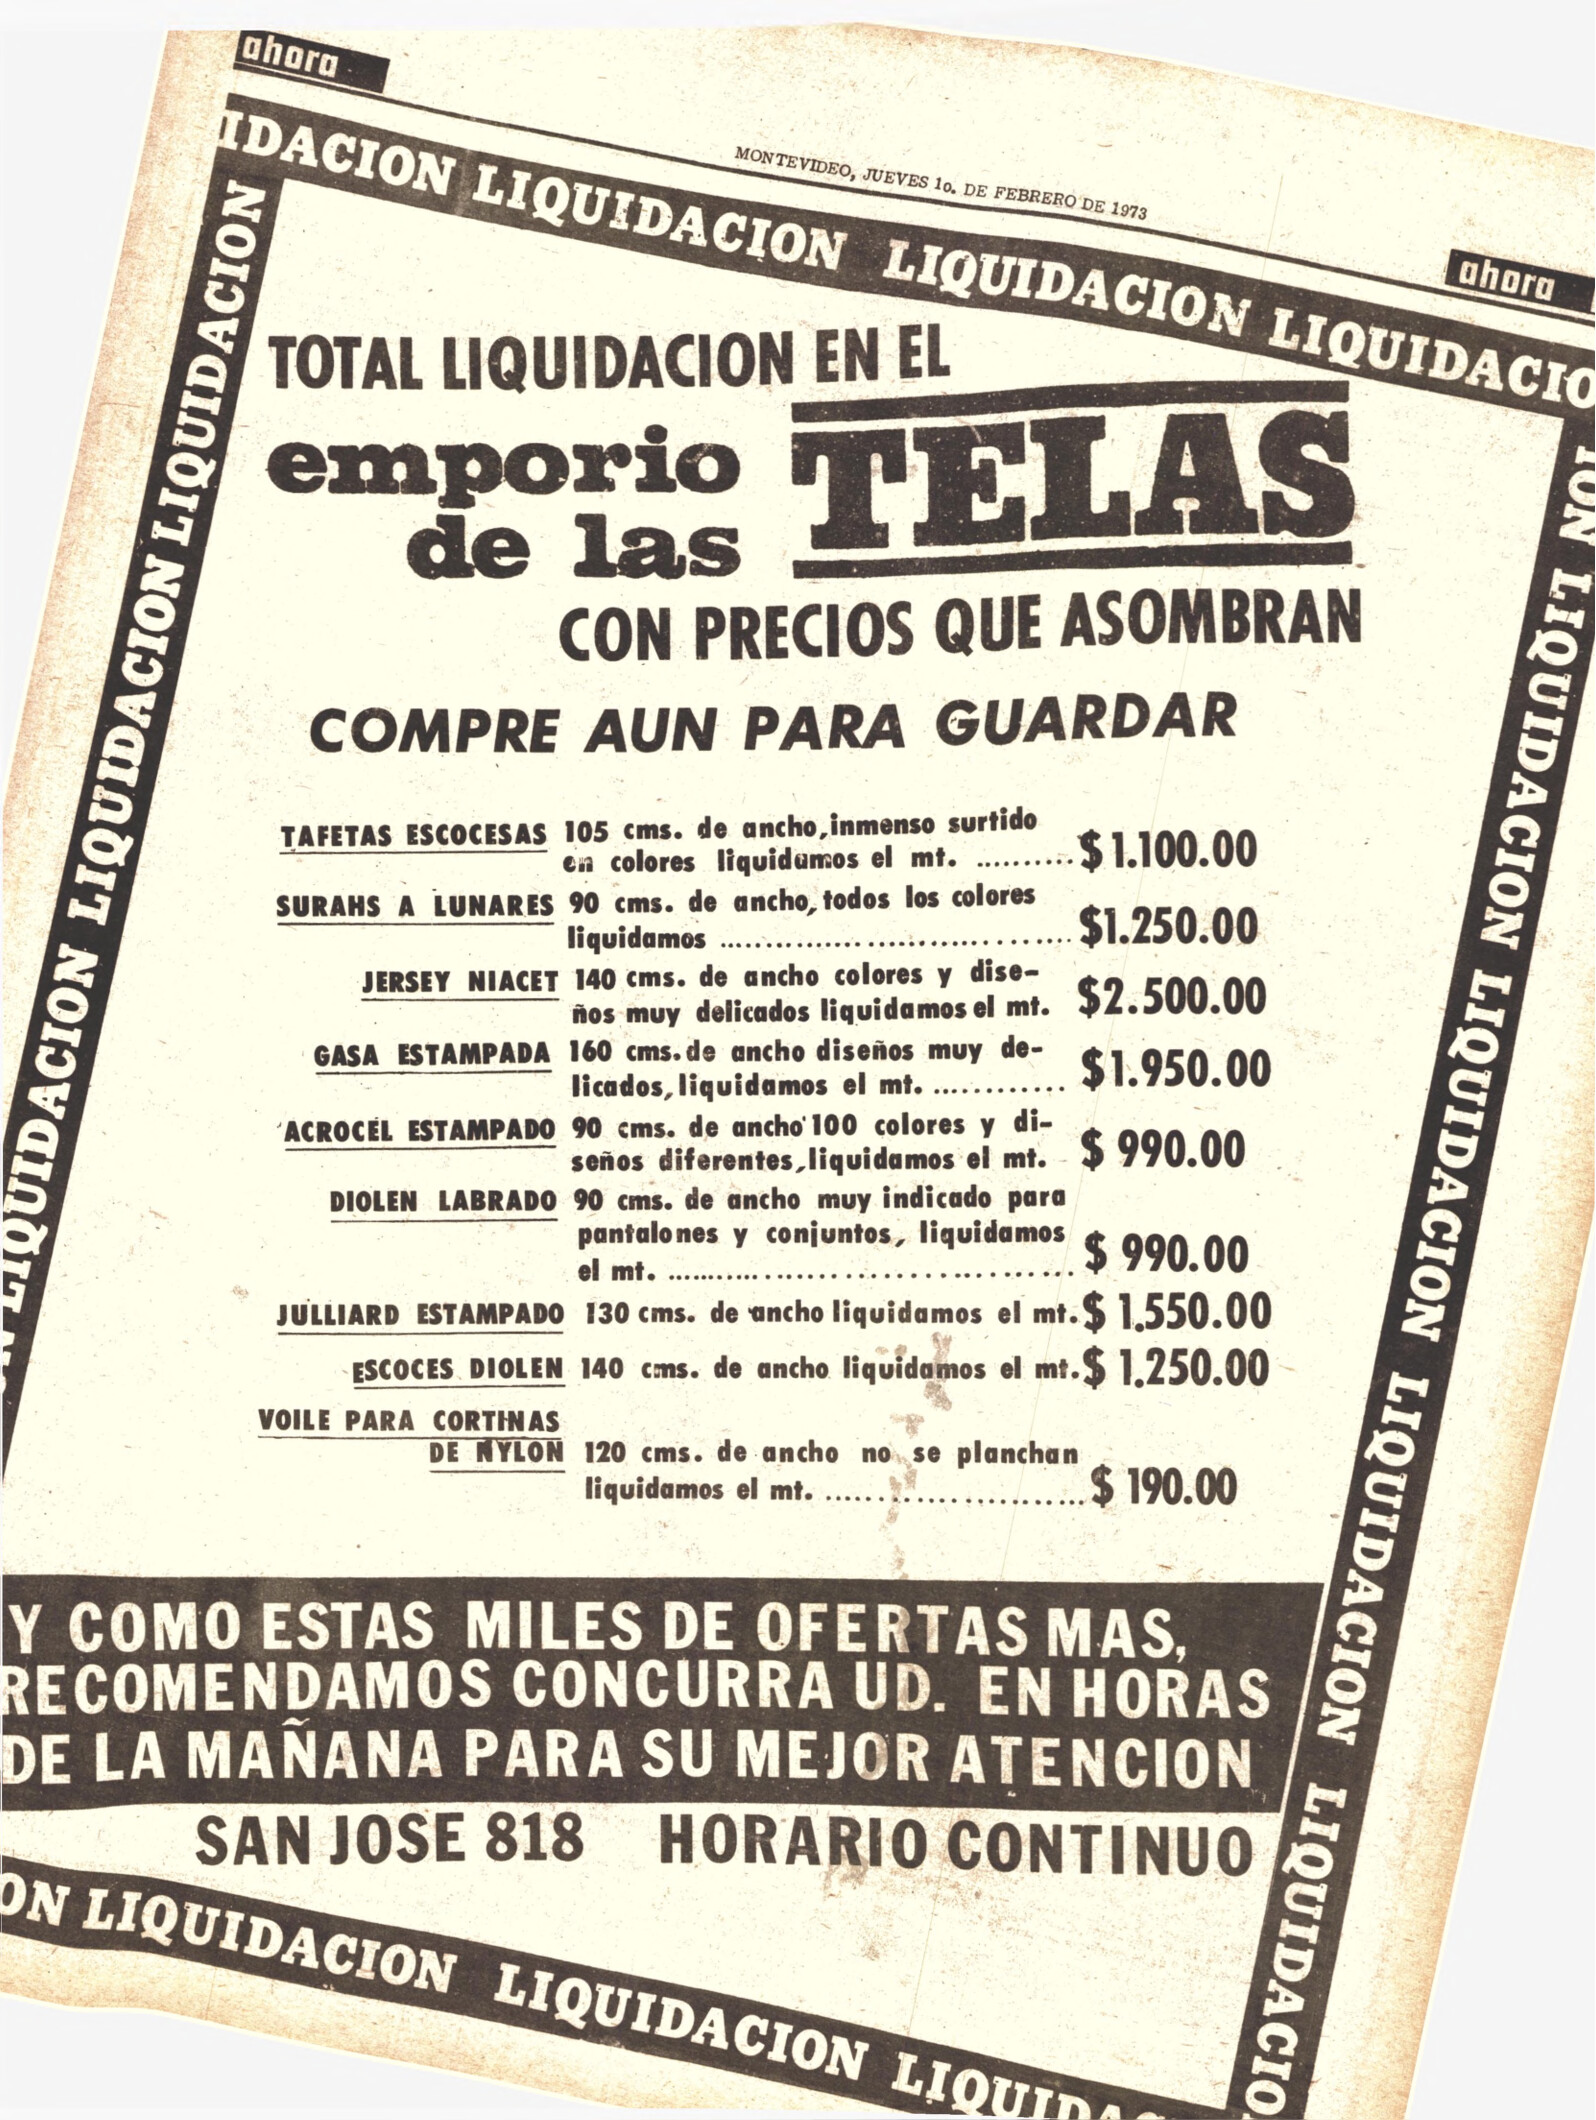 ahora
MONTEVIDEO, JUEVES 1o. DE FEBRERO DE 1973
ahora
IDACION LIQUIDACION LIQUIDACION LIQUIDACIO
LIQUIDACION LIQUIDACION LIQUIDACION LIQUIDACION
TOTAL LIQUIDACION EN EL
emporio
de las
TELAS
CON PRECIOS QUE ASOMBRAN
COMPRE AUN PARA GUARDAR
TAFETAS ESCOCESAS 105 cms. de ancho, inmenso surtido
en colores liquidamos el mt. .......... $ 1.100.00
SURAHS A LUNARES 90 cms. de ancho, todos los colores
liquidamos .................................. $1.250.00
JERSEY NIACET 140 cms. de ancho colores y dise-
ños muy delicados liquidamos el mt. $2.500.00
GASA ESTAMPADA 160 cms. de ancho diseños muy de-
licados, liquidamos el mt. ............ $1.950.00
ACROCEL ESTAMPADO 90 cms. de ancho 100 colores y di-
seños diferentes, liquidamos el mt. $ 990.00
DIOLEN LABRADO 90 cms. de ancho muy indicado para
pantalones y conjuntos, liquidamos
el mt. ....................................... $ 990.00
JULLIARD ESTAMPADO 130 cms. de ancho liquidamos el mt. $ 1.550.00
ESCOCES DIOLEN 140 cms. de ancho liquidamos el mt. $ 1.250.00
VOILE PARA CORTINAS
DE NYLON 120 cms. de ancho no se planchan
liquidamos el mt. ......................... $ 190.00
Y COMO ESTAS MILES DE OFERTAS MAS,
RECOMENDAMOS CONCURRA UD. EN HORAS
DE LA MAÑANA PARA SU MEJOR ATENCION
SAN JOSE 818 HORARIO CONTINUO
ION LIQUIDACION LIQUIDACION LIQUIDACION LIQUIDACION LIQUIDACIO
ON LIQUIDACION LIQUIDACION LIQUIDAC